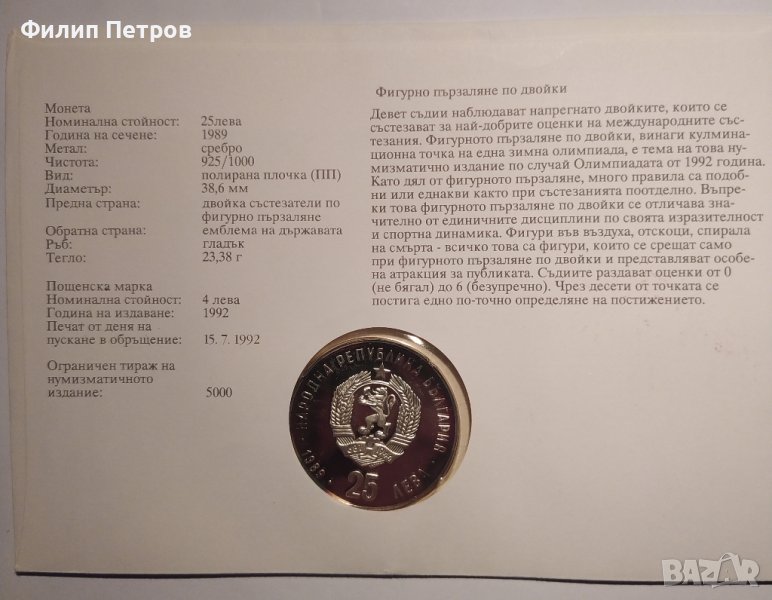 Филип Петров
Монета
Номинална стойност: 25лева
Година на сечене: 1989
Метал: сребро
Чистота: 925/1000
Вид: полирана плочка (ПП)
Диаметър: 38,6 мм
Предна страна: двойка състезатели по
фигурно пързаляне
Обратна страна: емблема на държавата
Ръб: гладък
Тегло: 23,38 г
Пощенска марка
Номинална стойност: 4 лева
Година на издаване: 1992
Печат от деня на
пускане в обръщение: 15. 7. 1992
Ограничен тираж на
нумизматичното
издание: 5000
Фигурно пързаляне по двойки
Девет съдии наблюдават напрегнато двойките, които се
състезават за най-добрите оценки на международните със-
тезания. Фигурното пързаляне по двойки, винаги кулмина-
ционна точка на една зимна олимпиада, е тема на това ну-
мизматично издание по случай Олимпиадата от 1992 година.
Като дял от фигурното пързаляне, много правила са подоб-
ни или еднакви както при състезанията поотделно. Въпре-
ки това фигурното пързаляне по двойки се отличава зна-
чително от единичните дисциплини по своята изразителност
и спортна динамика. Фигури във въздуха, отскоци, спирала
на смърта - всичко това са фигури, които се срещат само
при фигурното пързаляне по двойки и представляват особе-
на атракция за публиката. Съдиите раздават оценки от 0
(не бягал) до 6 (безупречно). Чрез десети от точката се
постига едно по-точно определяне на постижението.
НАРОДНА РЕПУБЛИКА БЪЛГАРИЯ
· 1989 · 25 ЛЕВА ·
BAZAR